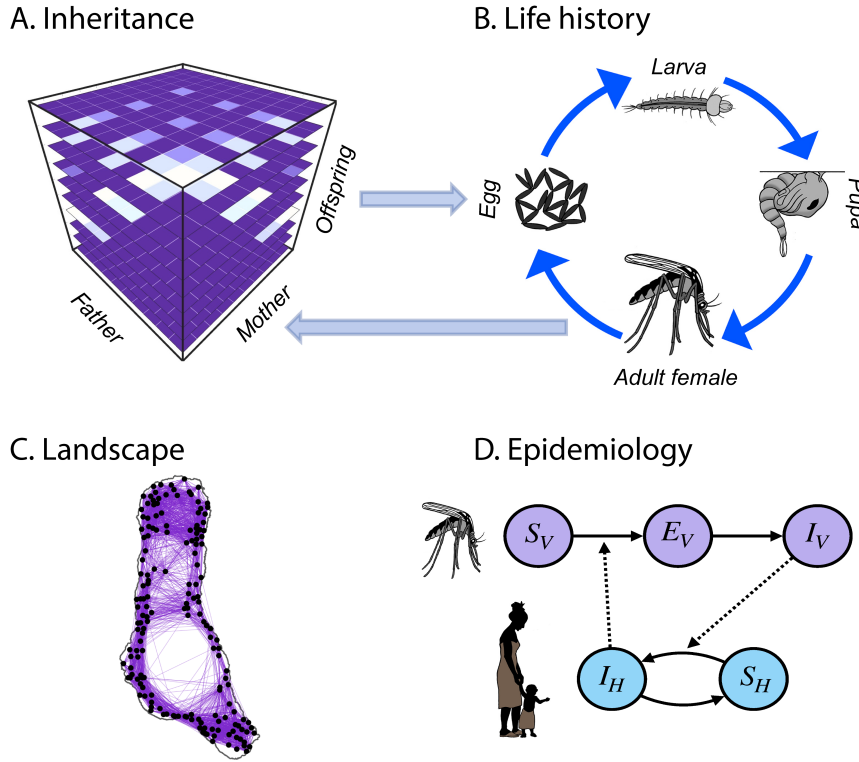 A. Inheritance
B. Life history
Larva
Egg
Pupa
Offspring
Father
Mother
Adult female
C. Landscape
D. Epidemiology
S_V
E_V
I_V
I_H
S_H